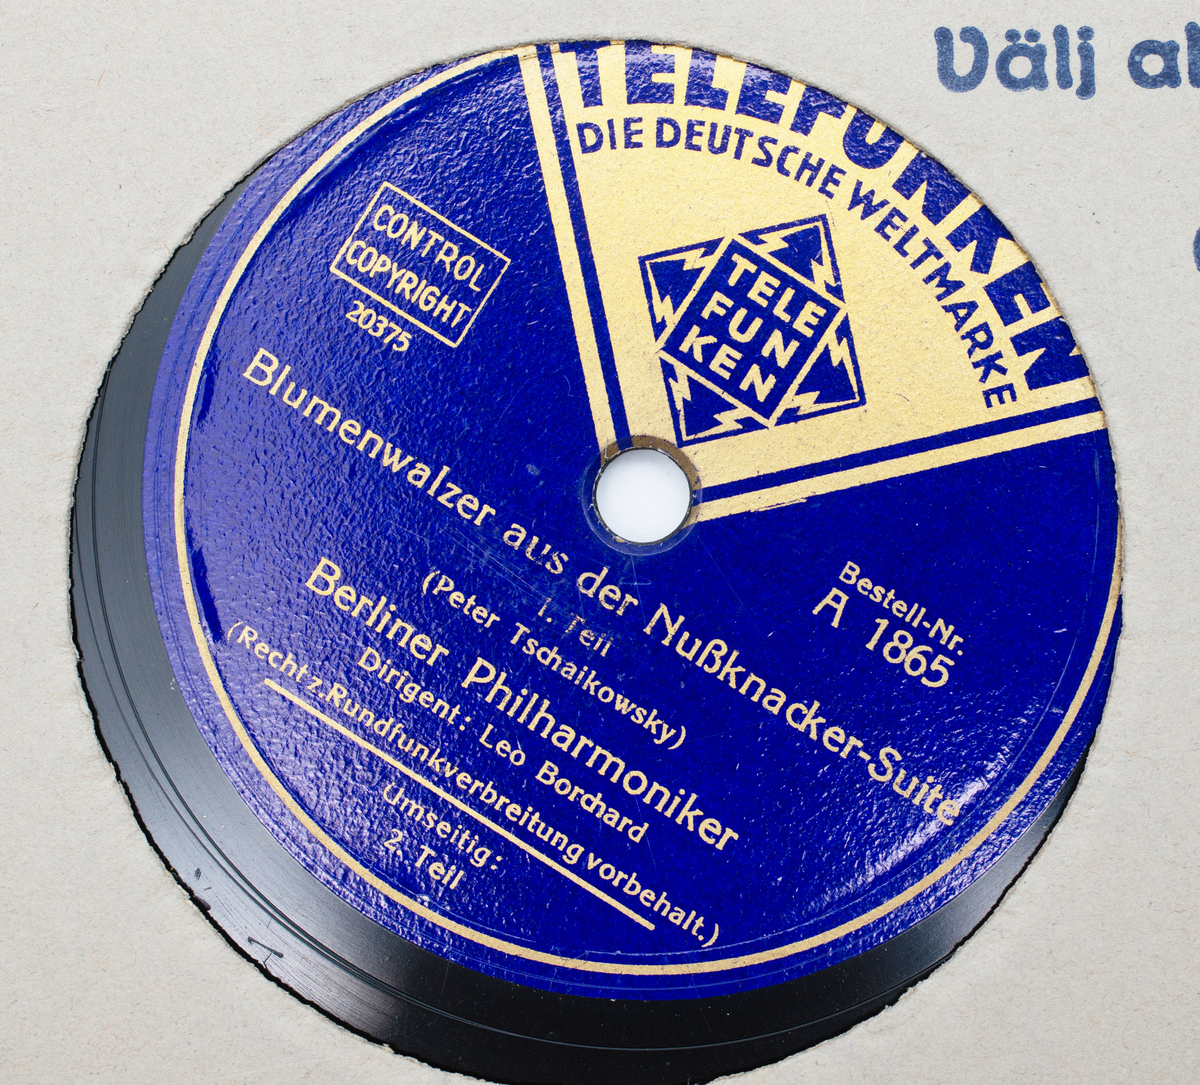 Välj
TELEFUNKEN
DIE DEUTSCHE WELTMARKE
TELE
FUN
KEN
CONTROL
COPYRIGHT
20375
Bestell-Nr.
A 1865
Blumenwalzer aus der Nußknacker-Suite
1. Teil
(Peter Tschaikowsky)
Berliner Philharmoniker
Dirigent: Leo Borchard
(Recht z. Rundfunkverbreitung vorbehalt.)
Umseitig:
2. Teil